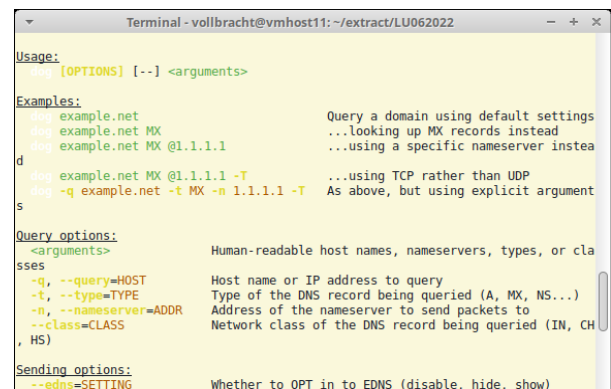 Terminal - vollbracht@vmhost11: ~/extract/LU062022
Usage:
dog [OPTIONS] [--] <arguments>
Examples:
dog example.net Query a domain using default settings
dog example.net MX ...looking up MX records instead
dog example.net MX @1.1.1.1 ...using a specific nameserver instea
d
dog example.net MX @1.1.1.1 -T ...using TCP rather than UDP
dog -q example.net -t MX -n 1.1.1.1 -T As above, but using explicit argument
s
Query options:
<arguments> Human-readable host names, nameservers, types, or cla
sses
-q, --query=HOST Host name or IP address to query
-t, --type=TYPE Type of the DNS record being queried (A, MX, NS...)
-n, --nameserver=ADDR Address of the nameserver to send packets to
--class=CLASS Network class of the DNS record being queried (IN, CH
, HS)
Sending options:
--edns=SETTING Whether to OPT in to EDNS (disable, hide, show)